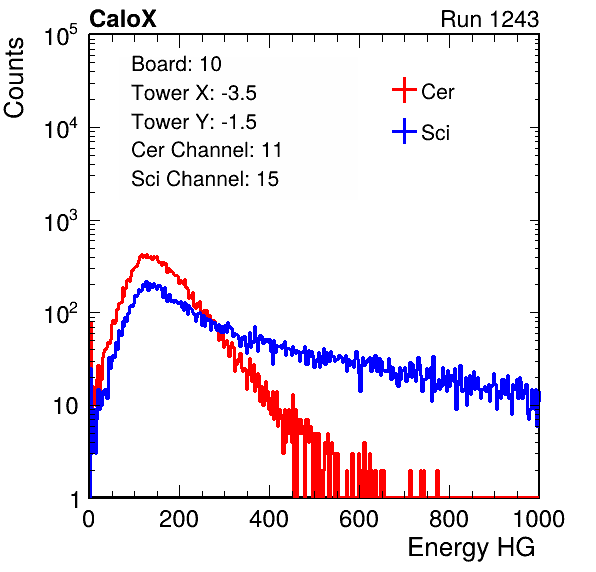 CaloX Run 1243
10^5
Counts
Board: 10
Tower X: -3.5
Tower Y: -1.5
Cer Channel: 11
Sci Channel: 15
Cer
Sci
10^4
10^3
10^2
10
1
0 200 400 600 800 1000
Energy HG